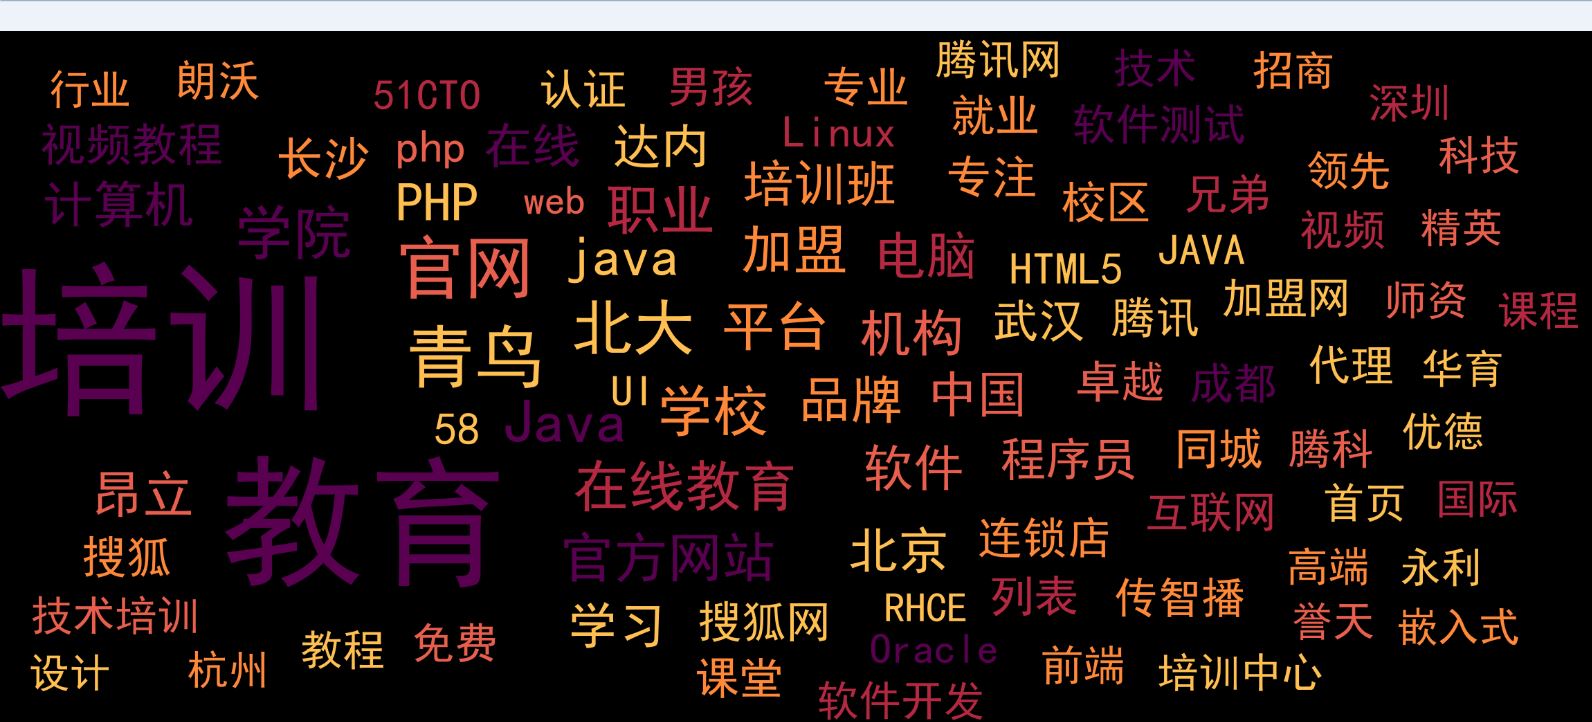 行业
朗沃
51CTO
认证
男孩
专业
腾讯网
技术
招商
深圳
视频教程
长沙
php
在线
达内
Linux
就业
软件测试
科技
计算机
学院
PHP
web
职业
培训班
专注
校区
兄弟
领先
视频
精英
官网
java
加盟
电脑
HTML5
JAVA
加盟网
师资
课程
培训
青鸟
北大
平台
机构
武汉
腾讯
代理
华育
UI
学校
品牌
中国
卓越
成都
58
Java
优德
昂立
教育
在线教育
软件
程序员
同城
腾科
首页
国际
搜狐
官方网站
北京
连锁店
互联网
高端
永利
技术培训
学习
搜狐网
RHCE
列表
传智播
誉天
嵌入式
设计
杭州
教程
免费
课堂
Oracle
前端
培训中心
软件开发